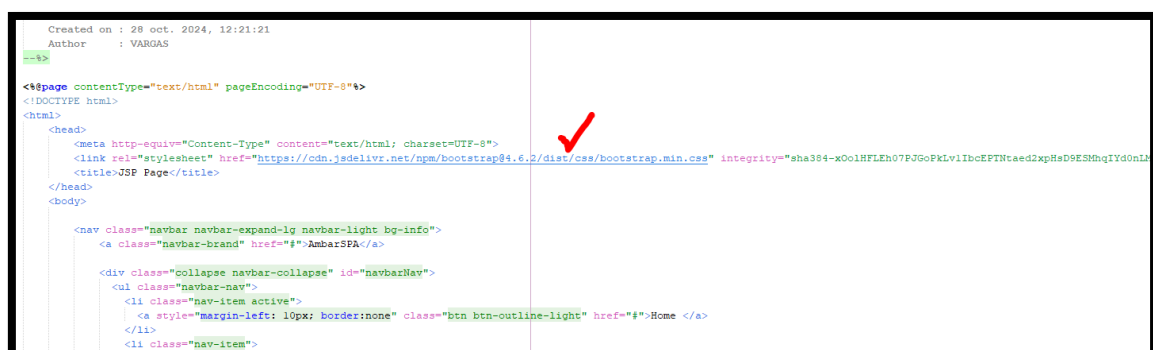 Created on : 28 oct. 2024, 12:21:21
Author : VARGAS
--%>
<%@page contentType="text/html" pageEncoding="UTF-8"%>
<!DOCTYPE html>
<html>
<head>
<meta http-equiv="Content-Type" content="text/html; charset=UTF-8">
<link rel="stylesheet" href="https://cdn.jsdelivr.net/npm/bootstrap@4.6.2/dist/css/bootstrap.min.css" integrity="sha384-xOolHFLEh07PJGoPkLv1IbcEPTNtaed2xpHsD9ESMhqIYd0nLM
<title>JSP Page</title>
</head>
<body>
<nav class="navbar navbar-expand-lg navbar-light bg-info">
<a class="navbar-brand" href="#">AmbarSPA</a>
<div class="collapse navbar-collapse" id="navbarNav">
<ul class="navbar-nav">
<li class="nav-item active">
<a style="margin-left: 10px; border:none" class="btn btn-outline-light" href="#">Home </a>
</li>
<li class="nav-item">